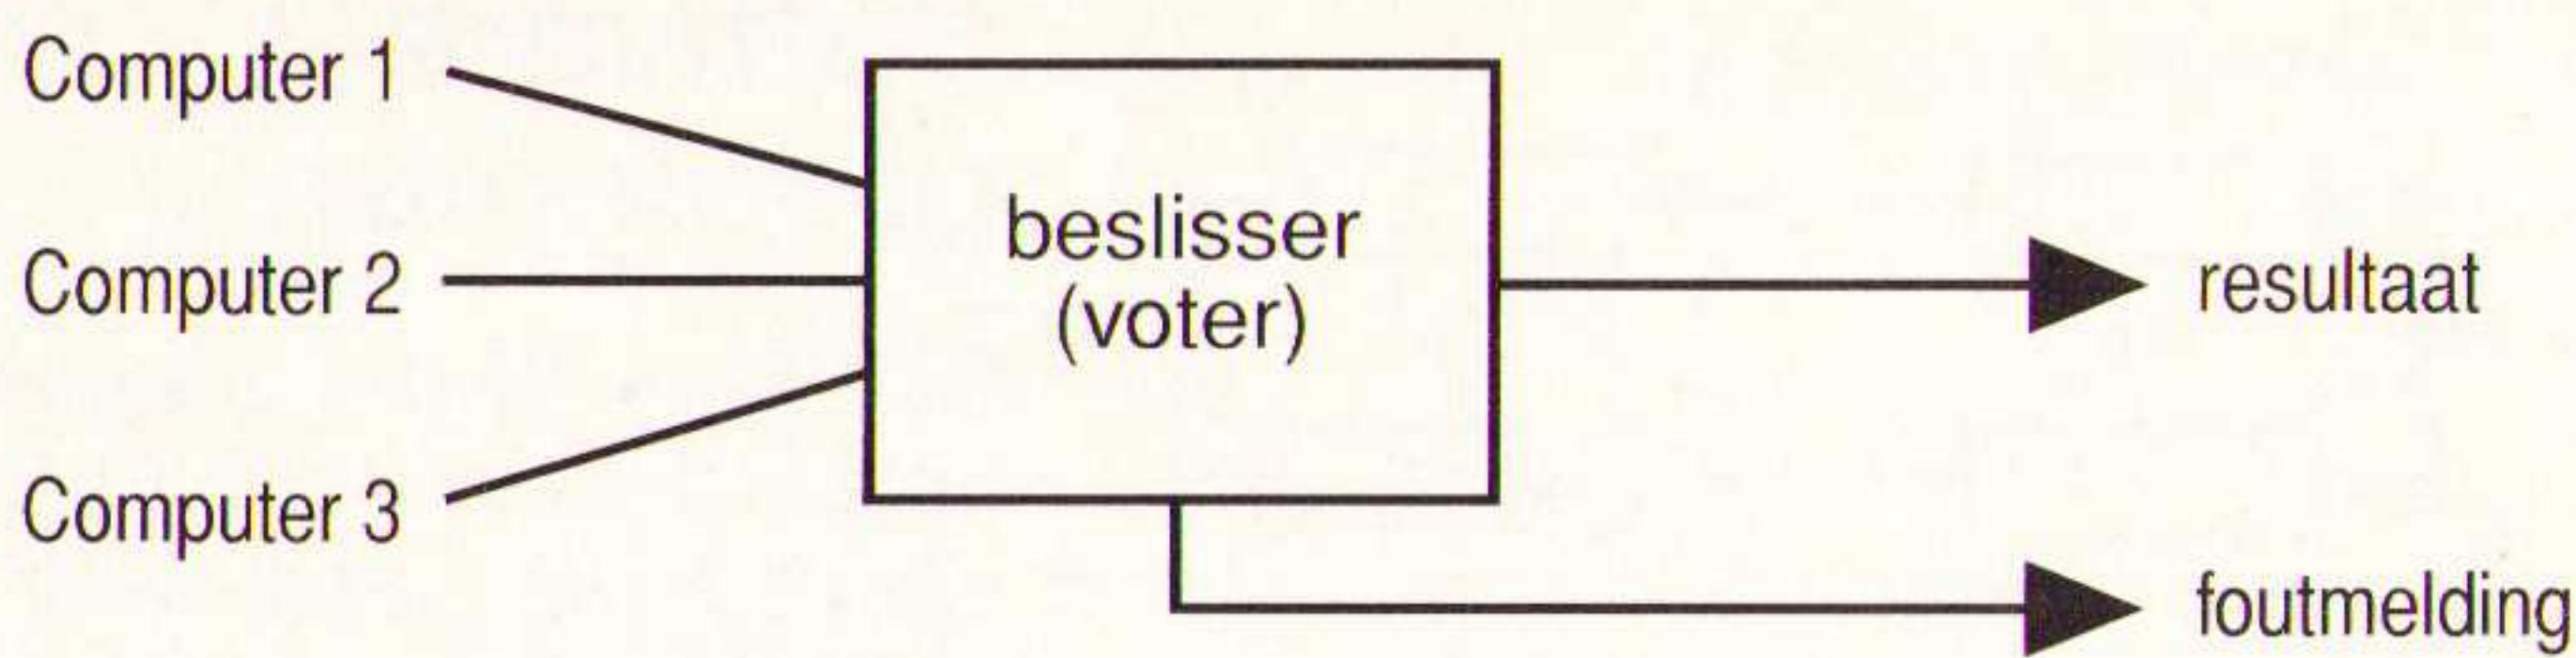 Computer 1
Computer 2
Computer 3
beslisser
(voter)
resultaat
foutmelding